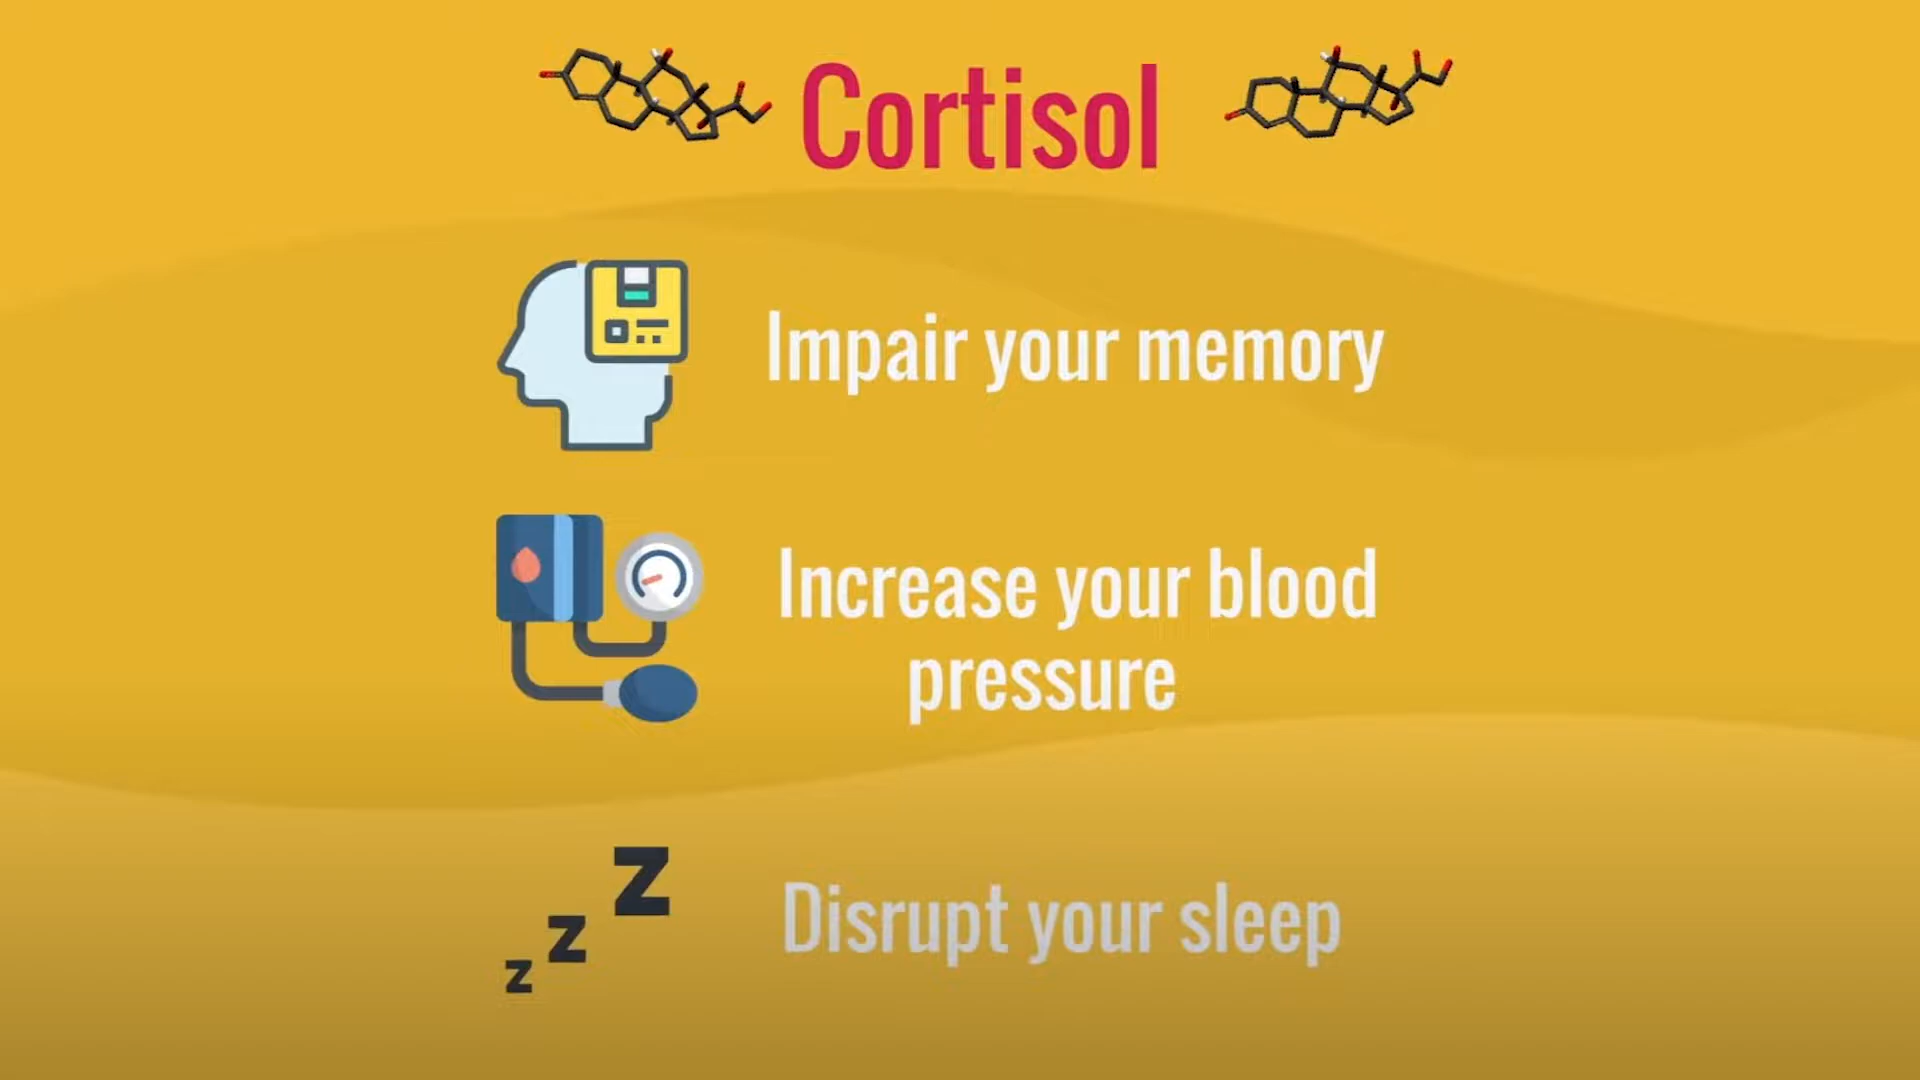 Cortisol
Impair your memory
Increase your blood
pressure
z z z
Disrupt your sleep